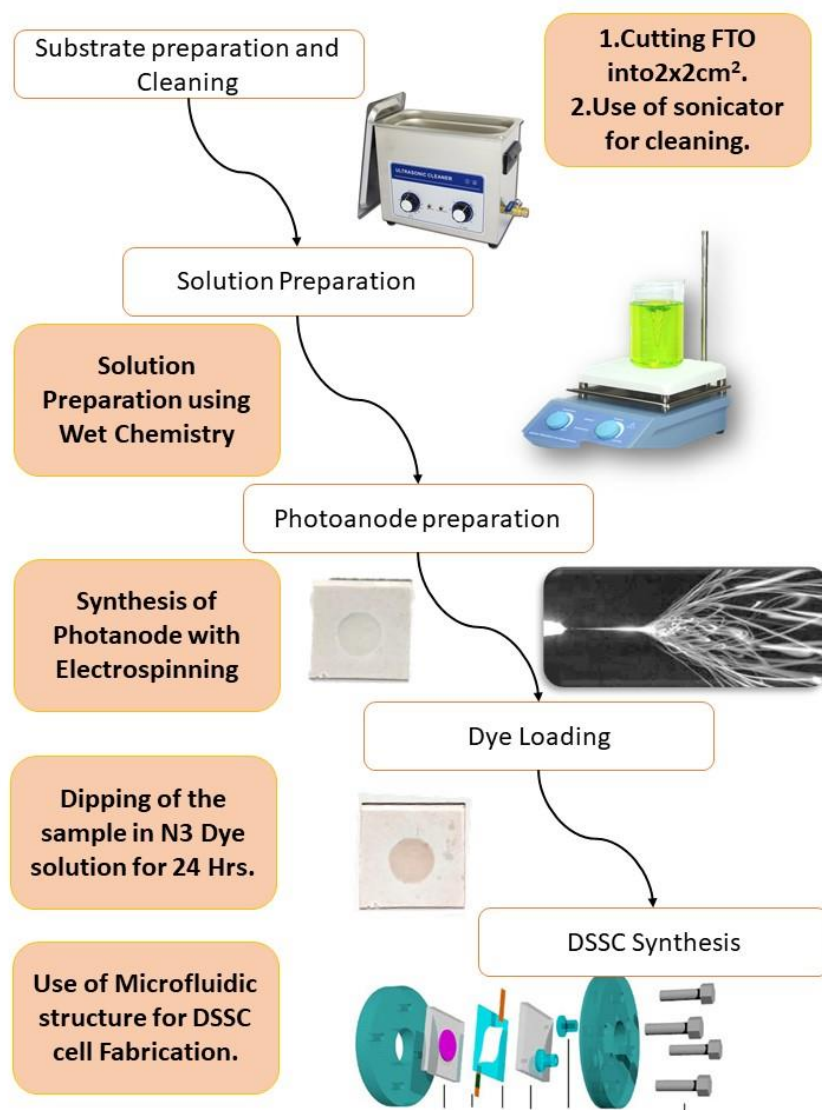 Substrate preparation and
Cleaning
1.Cutting FTO
into2x2cm².
2.Use of sonicator
for cleaning.
ULTRASONIC CLEANER
Solution Preparation
Solution
Preparation using
Wet Chemistry
Photoanode preparation
Synthesis of
Photanode with
Electrospinning
Dye Loading
Dipping of the
sample in N3 Dye
solution for 24 Hrs.
DSSC Synthesis
Use of Microfluidic
structure for DSSC
cell Fabrication.